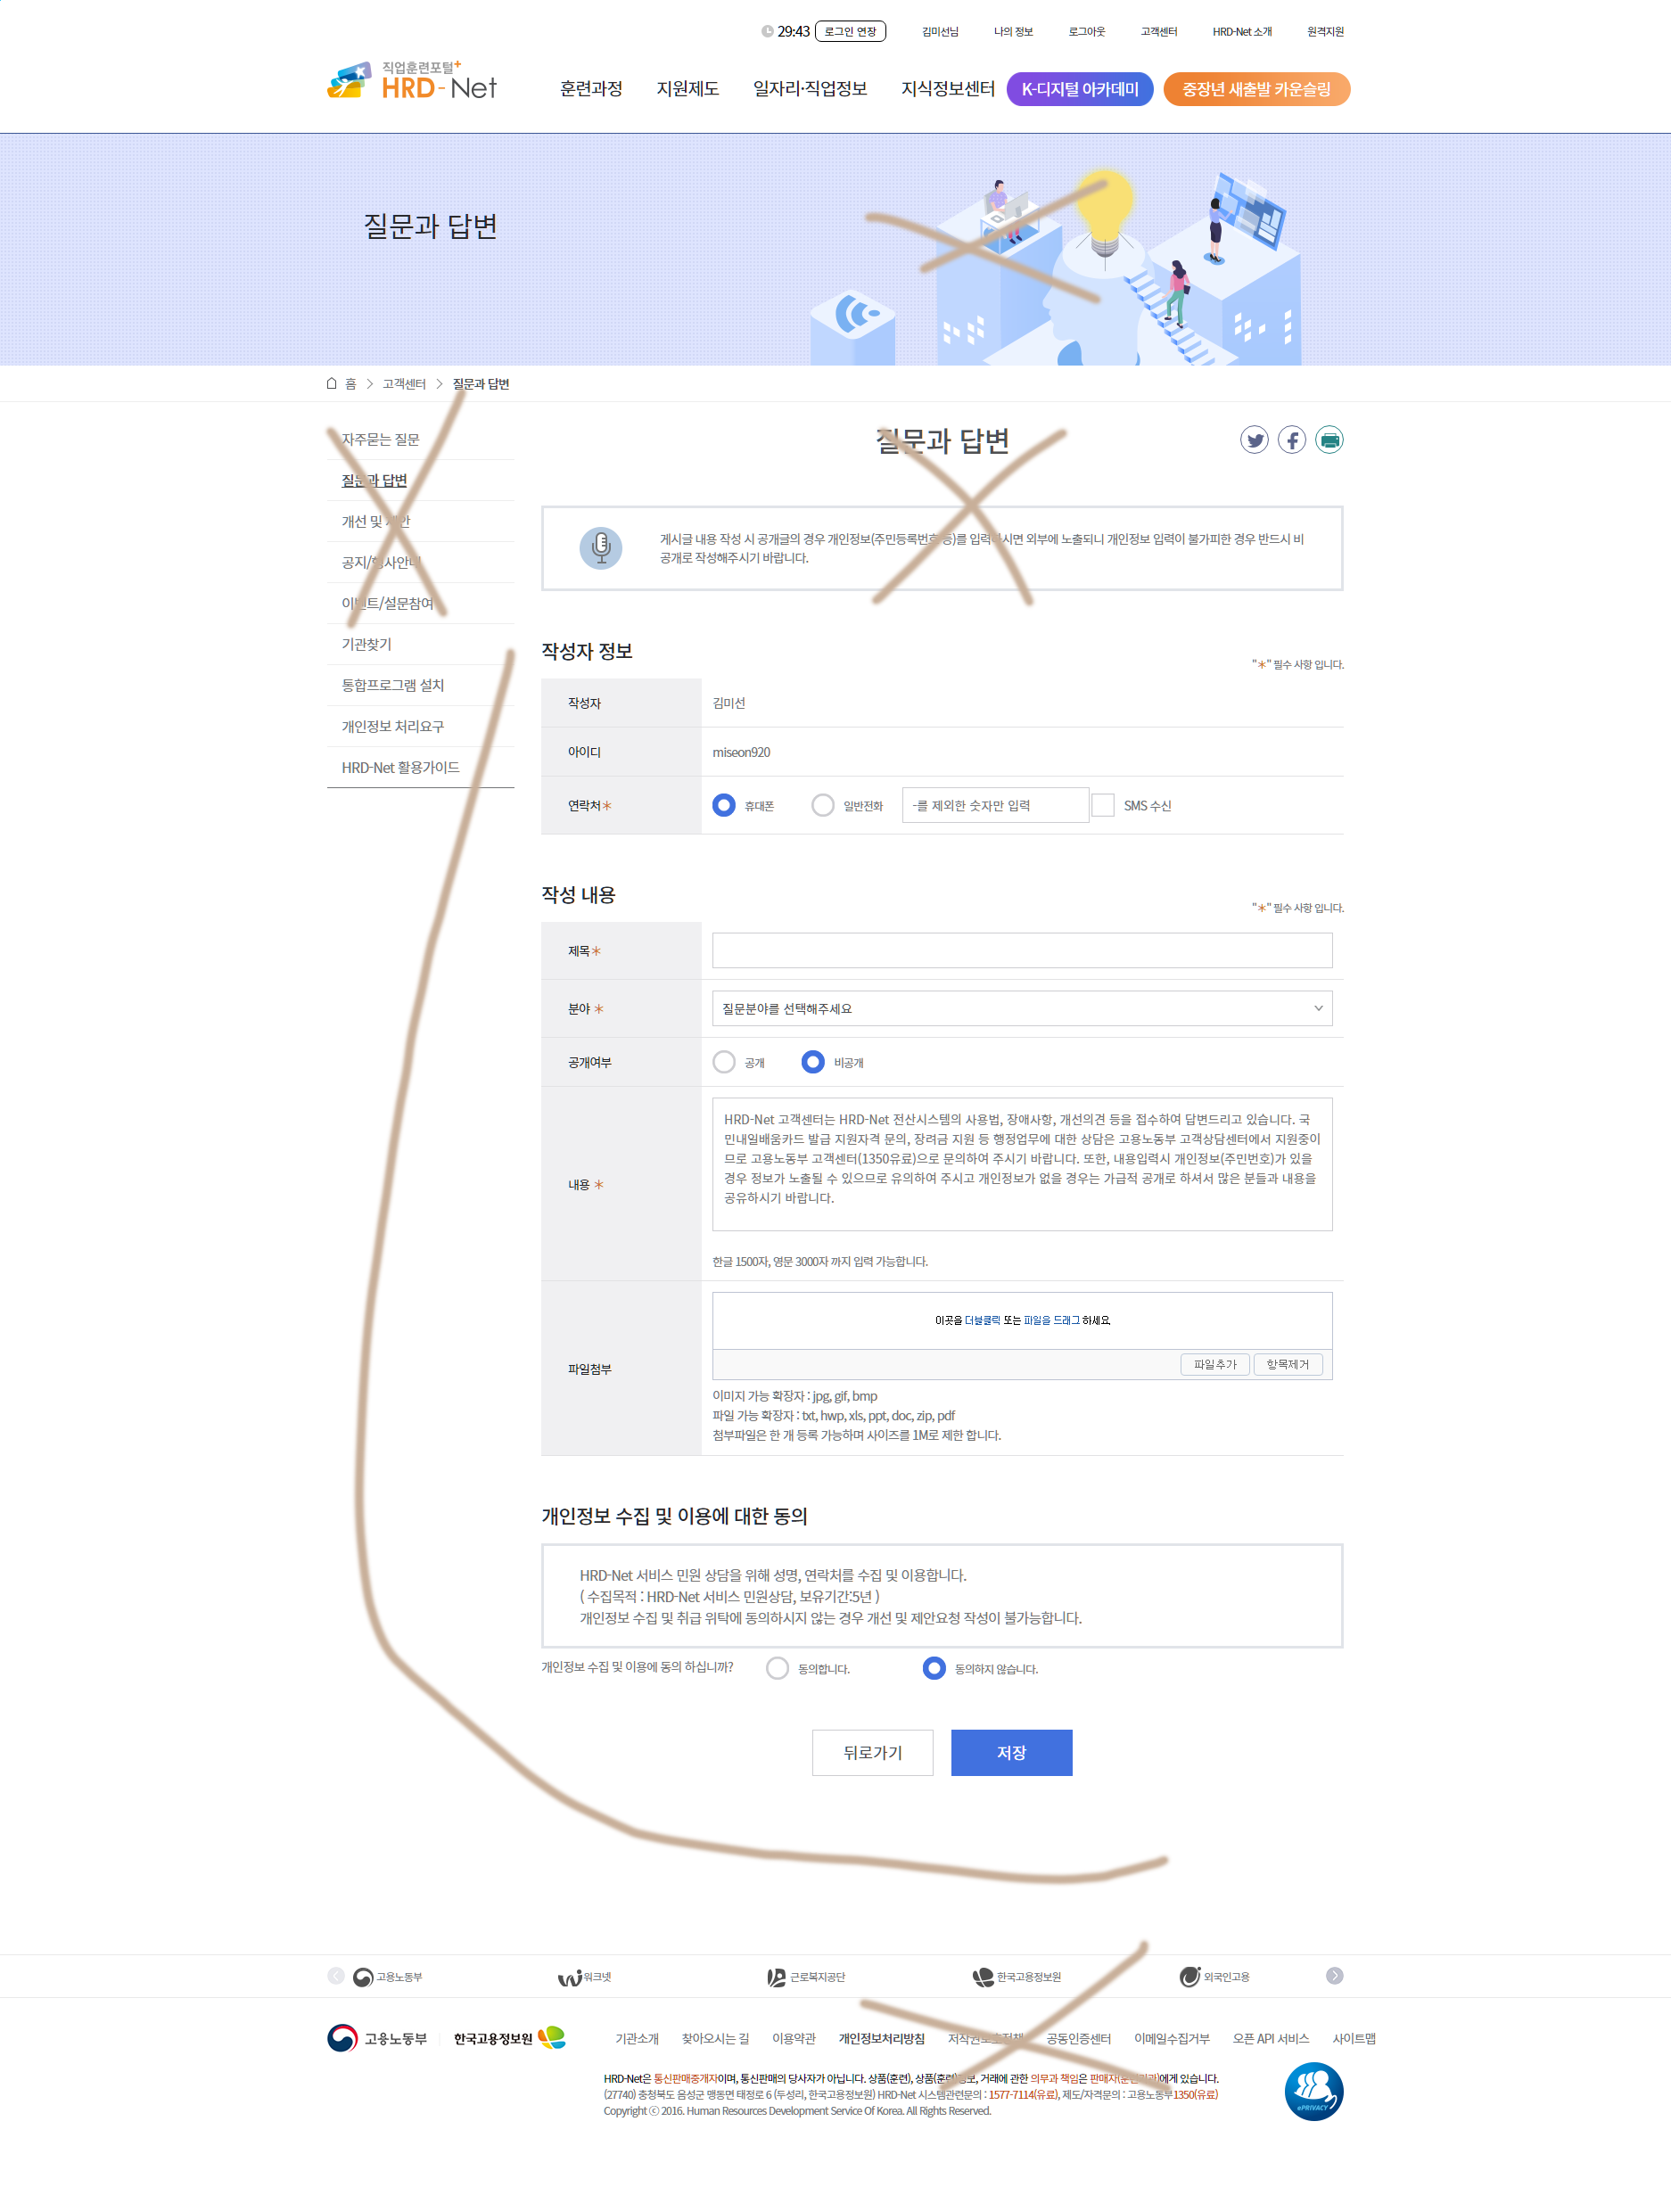 29:43 로그인 연장 김미선님 나의 정보 로그아웃 고객센터 HRD-Net 소개 원격지원
직업훈련포털+
HRD-Net
훈련과정 지원제도 일자리·직업정보 지식정보센터 K-디지털 아카데미 중장년 새출발 카운슬링
질문과 답변
홈 고객센터 질문과 답변
자주묻는 질문
질문과 답변
개선 및 제안
공지/행사안내
이벤트/설문참여
기관찾기
통합프로그램 설치
개인정보 처리요구
HRD-Net 활용가이드
질문과 답변
게시글 내용 작성 시 공개글의 경우 개인정보(주민등록번호 등)를 입력하시면 외부에 노출되니 개인정보 입력이 불가피한 경우 반드시 비
공개로 작성해주시기 바랍니다.
작성자 정보
"*" 필수 사항 입니다.
작성자 김미선
아이디 miseon920
연락처* 휴대폰 일반전화 -를 제외한 숫자만 입력 SMS 수신
작성 내용
"*" 필수 사항 입니다.
제목*
분야 * 질문분야를 선택해주세요
공개여부 공개 비공개
내용 *
HRD-Net 고객센터는 HRD-Net 전산시스템의 사용법, 장애사항, 개선의견 등을 접수하여 답변드리고 있습니다. 국
민내일배움카드 발급 지원자격 문의, 장려금 지원 등 행정업무에 대한 상담은 고용노동부 고객상담센터에서 지원중이
므로 고용노동부 고객센터(1350유료)으로 문의하여 주시기 바랍니다. 또한, 내용입력시 개인정보(주민번호)가 있을
경우 정보가 노출될 수 있으므로 유의하여 주시고 개인정보가 없을 경우는 가급적 공개로 하셔서 많은 분들과 내용을
공유하시기 바랍니다.
한글 1500자, 영문 3000자 까지 입력 가능합니다.
파일첨부
이곳을 더블클릭 또는 파일을 드래그 하세요.
파일추가 항목제거
이미지 가능 확장자 : jpg, gif, bmp
파일 가능 확장자 : txt, hwp, xls, ppt, doc, zip, pdf
첨부파일은 한 개 등록 가능하며 사이즈를 1M로 제한 합니다.
개인정보 수집 및 이용에 대한 동의
HRD-Net 서비스 민원 상담을 위해 성명, 연락처를 수집 및 이용합니다.
( 수집목적 : HRD-Net 서비스 민원상담, 보유기간:5년 )
개인정보 수집 및 취급 위탁에 동의하시지 않는 경우 개선 및 제안요청 작성이 불가능합니다.
개인정보 수집 및 이용에 동의 하십니까? 동의합니다. 동의하지 않습니다.
뒤로가기 저장
고용노동부 워크넷 근로복지공단 한국고용정보원 외국인고용
고용노동부 한국고용정보원
기관소개 찾아오시는 길 이용약관 개인정보처리방침 저작권보호정책 공동인증센터 이메일수집거부 오픈 API 서비스 사이트맵
HRD-Net은 통신판매중개자이며, 통신판매의 당사자가 아닙니다. 상품(훈련), 상품(훈련)정보, 거래에 관한 의무과 책임은 판매자(훈련기관)에게 있습니다.
(27740) 충청북도 음성군 맹동면 태정로 6 (두성리, 한국고용정보원) HRD-Net 시스템관련문의 : 1577-7114(유료), 제도/자격문의 : 고용노동부1350(유료)
Copyright ⓒ 2016. Human Resources Development Service Of Korea. All Rights Reserved.
ePRIVACY